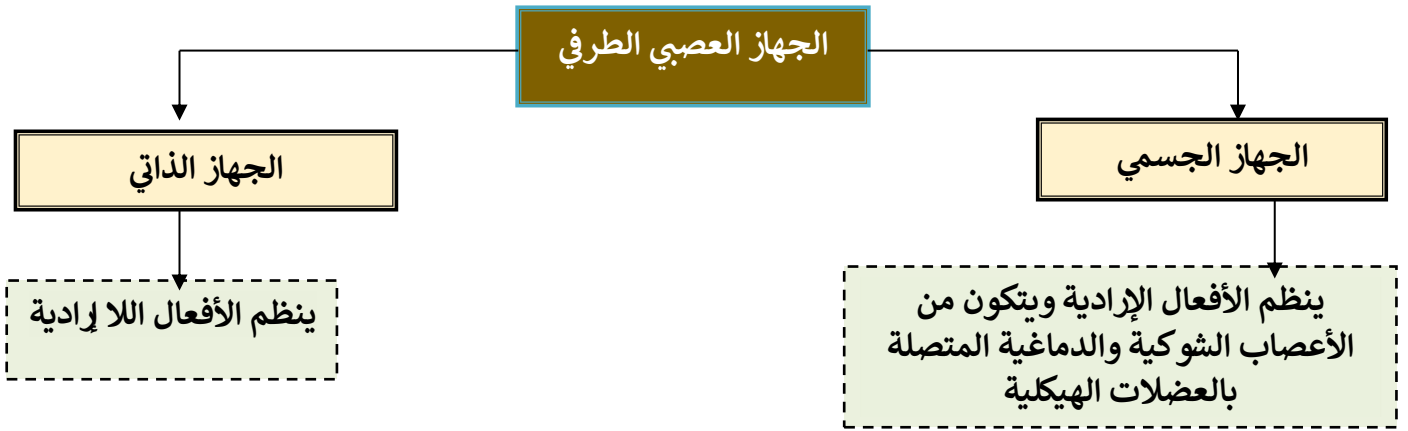 الجهاز العصبي الطرفي
الجهاز الجسمي
الجهاز الذاتي
ينظم الأفعال الإرادية ويتكون من
الأعصاب الشوكية والدماغية المتصلة
بالعضلات الهيكلية
ينظم الأفعال اللا إرادية